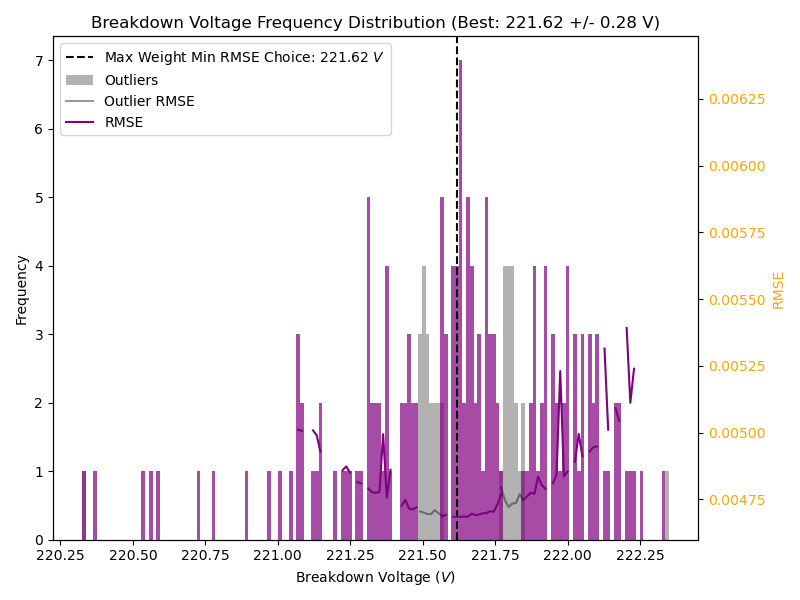 Breakdown Voltage Frequency Distribution (Best: 221.62 +/- 0.28 V)
Max Weight Min RMSE Choice: 221.62 V
Outliers
Outlier RMSE
RMSE
7
6
5
4
3
2
1
0
Frequency
0.00625
0.00600
0.00575
0.00550
0.00525
0.00500
0.00475
RMSE
220.25 220.50 220.75 221.00 221.25 221.50 221.75 222.00 222.25
Breakdown Voltage (V)